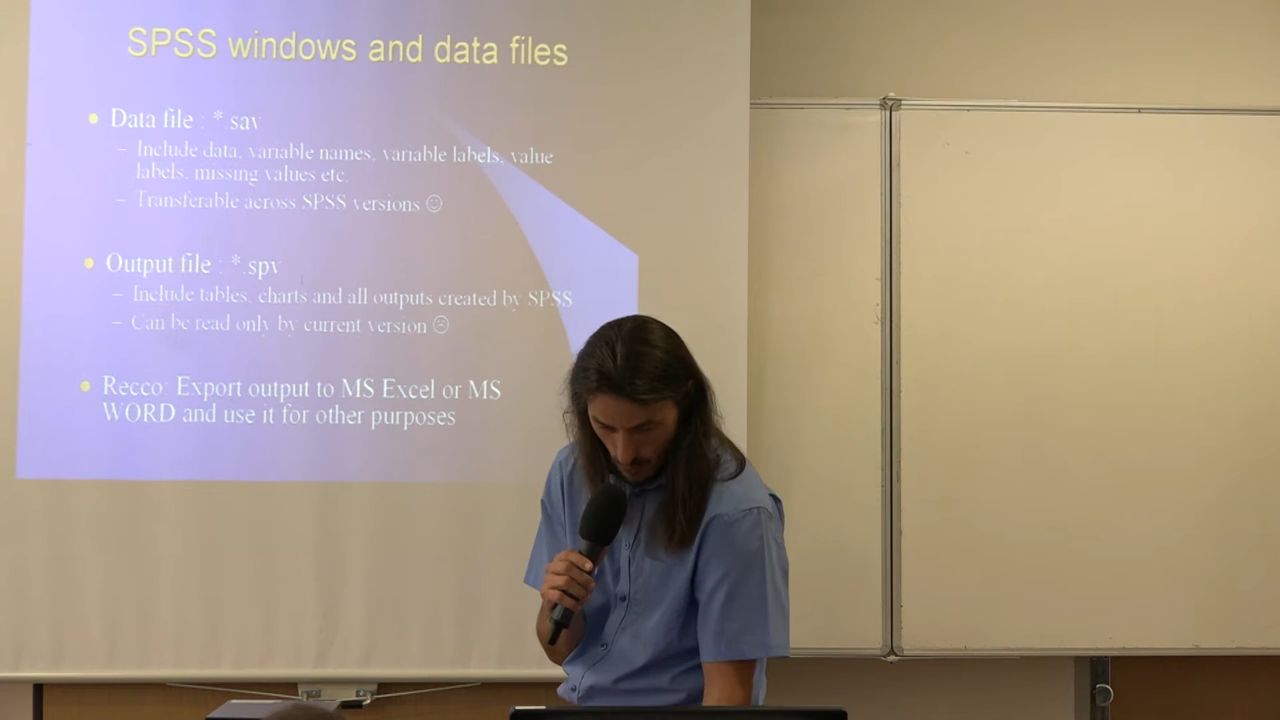 SPSS windows and data files
• Data file : *.sav
– Include data, variable names, variable labels, value
labels, missing values etc.
– Transferable across SPSS versions ☺
• Output file : *.spv
– Include tables, charts and all outputs created by SPSS
– Can be read only by current version ☹
• Recco: Export output to MS Excel or MS
WORD and use it for other purposes